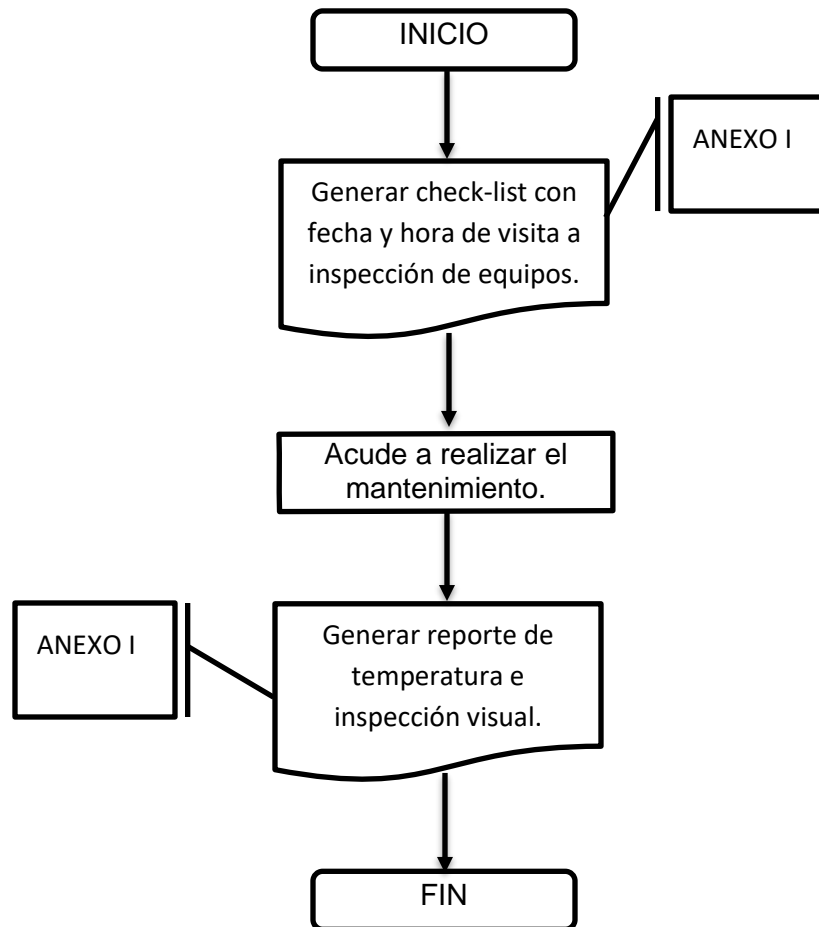 INICIO
ANEXO I
Generar check-list con
fecha y hora de visita a
inspección de equipos.
Acude a realizar el
mantenimiento.
ANEXO I
Generar reporte de
temperatura e
inspección visual.
FIN